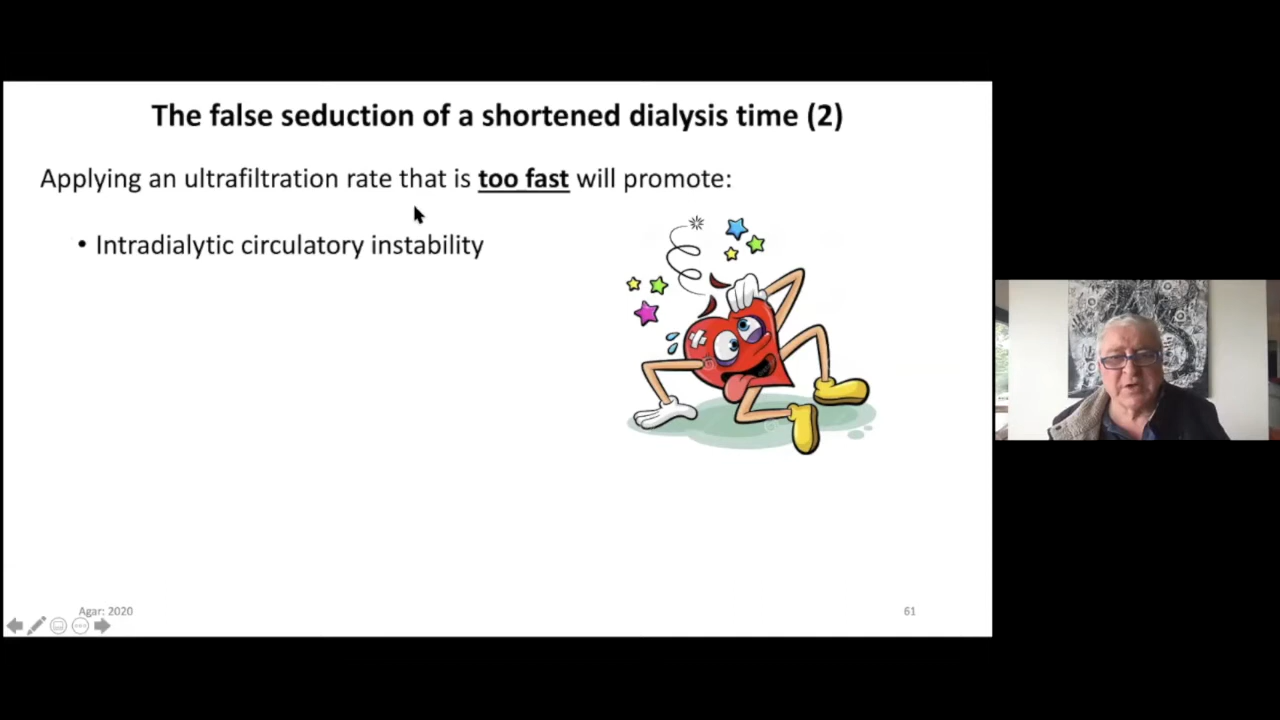 The false seduction of a shortened dialysis time (2)
Applying an ultrafiltration rate that is too fast will promote:
• Intradialytic circulatory instability
Agar: 2020
61